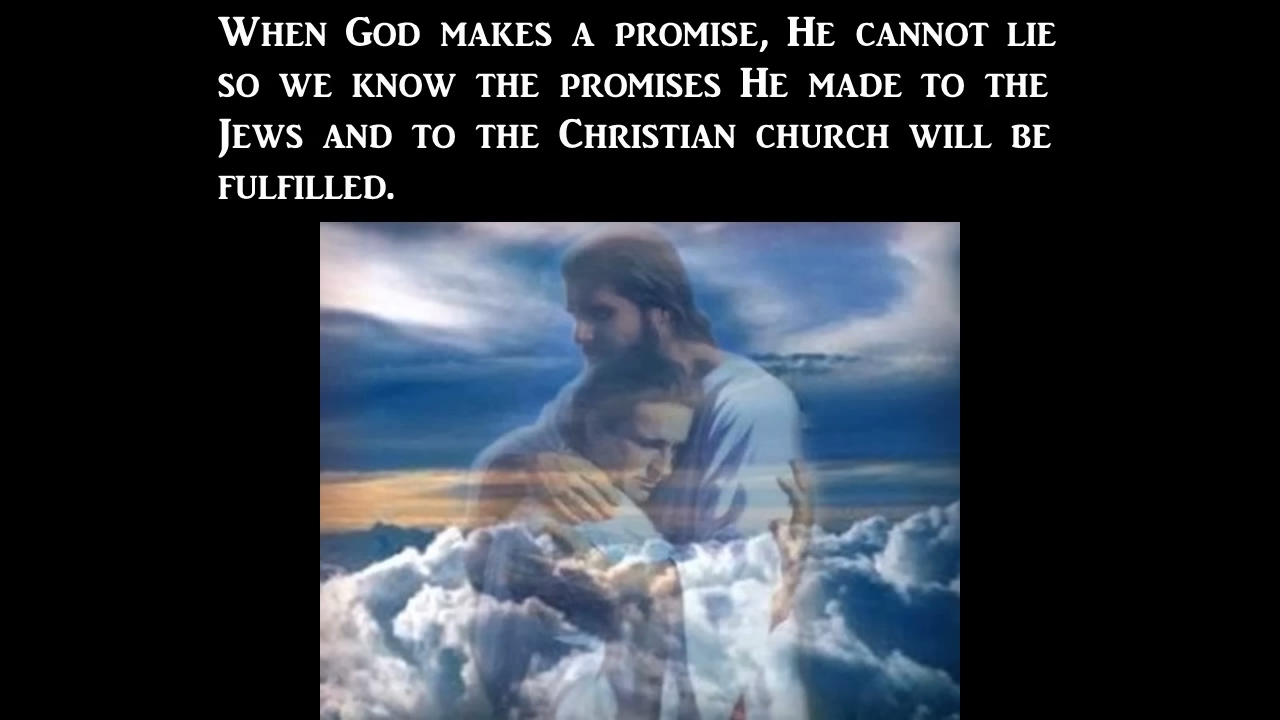 When God makes a promise, He cannot lie
so we know the promises He made to the
Jews and to the Christian church will be
fulfilled.